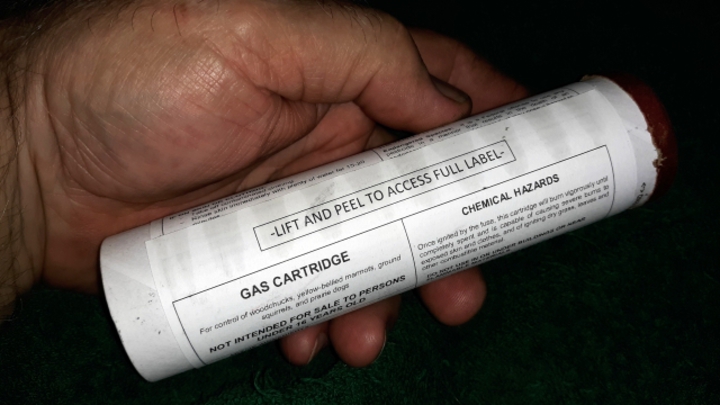 -LIFT AND PEEL TO ACCESS FULL LABEL-
GAS CARTRIDGE
For control of woodchucks, yellow-bellied marmots, ground
squirrels, and prairie dogs
NOT INTENDED FOR SALE TO PERSONS
UNDER 16 YEARS OLD
CHEMICAL HAZARDS
Once ignited by the fuse, this cartridge will burn vigorously until
completely spent and is capable of causing severe burns to
exposed skin and clothes, and of igniting dry grass, leaves and
other combustible material.
DO NOT USE